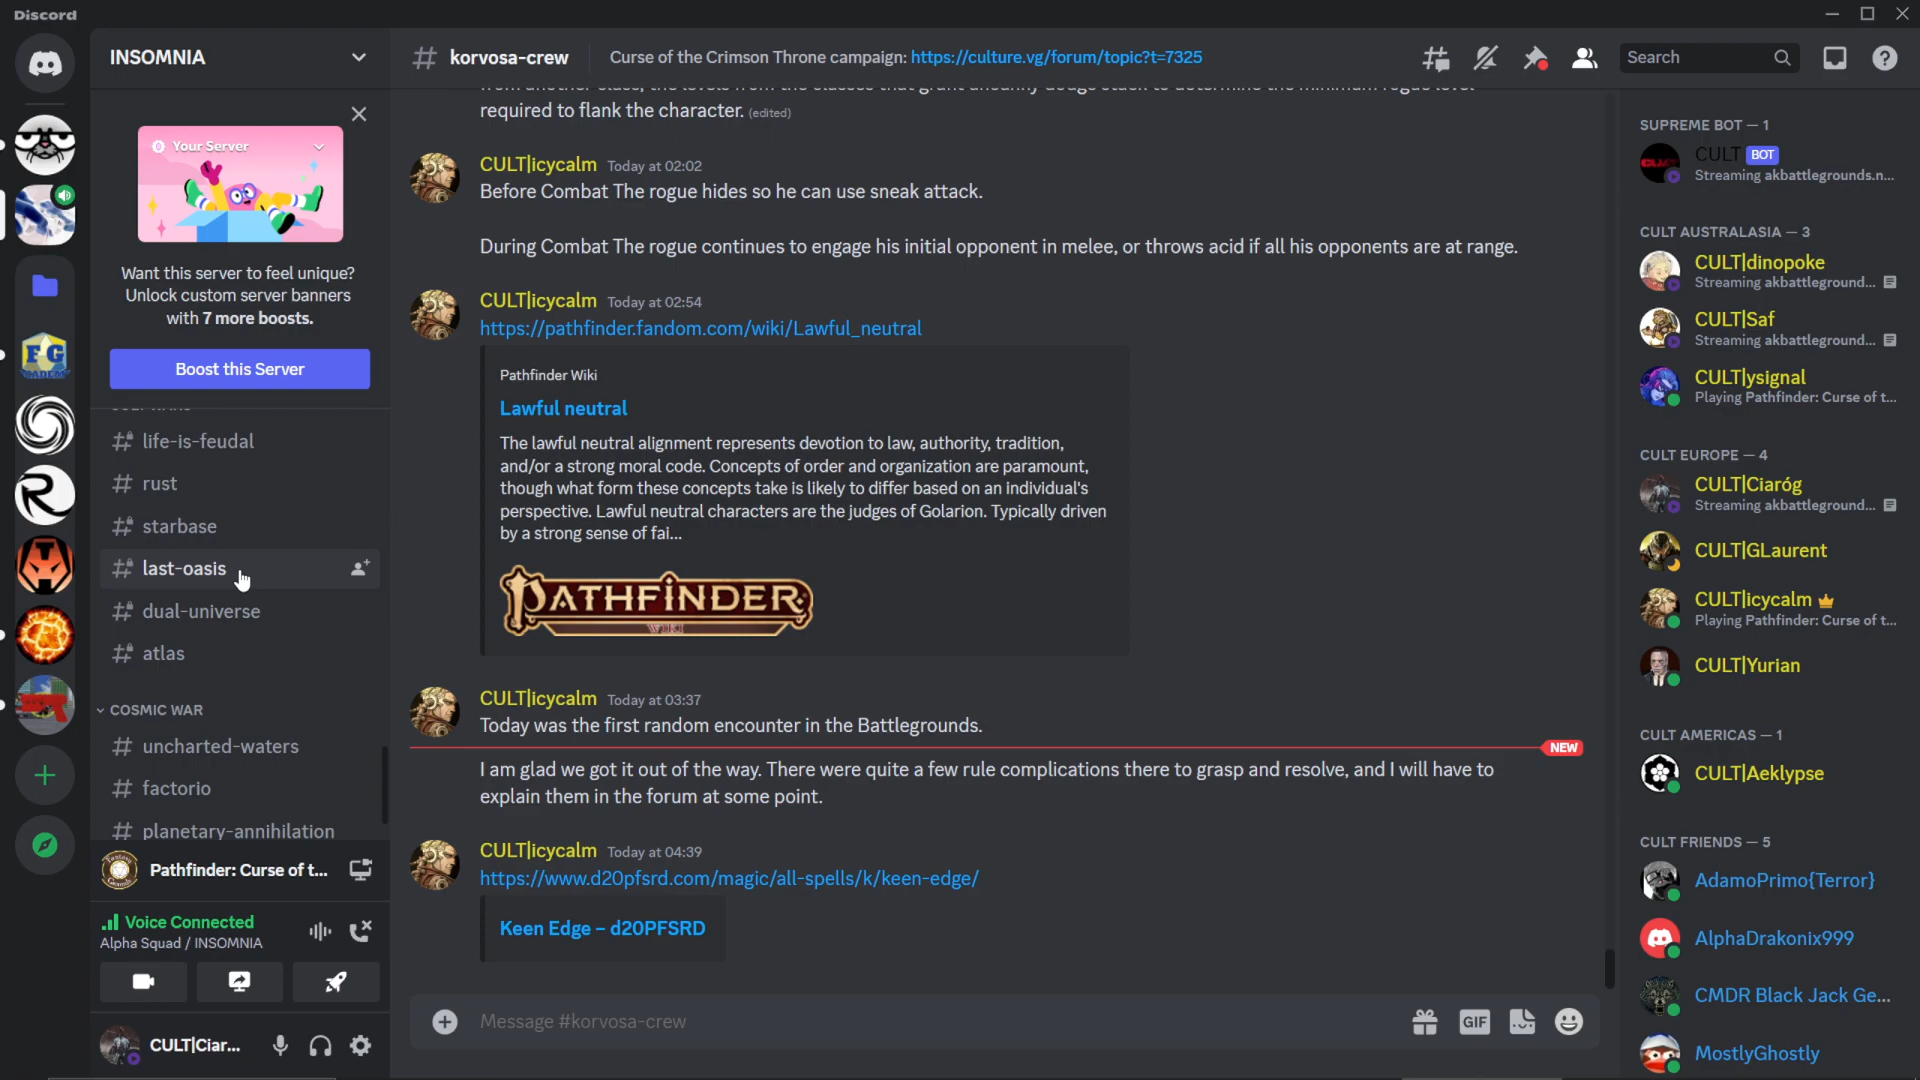 Discord
INSOMNIA
Your Server
Want this server to feel unique?
Unlock custom server banners
with 7 more boosts.
Boost this Server
life-is-feudal
rust
starbase
last-oasis
dual-universe
atlas
COSMIC WAR
uncharted-waters
factorio
planetary-annihilation
Pathfinder: Curse of t...
Voice Connected
Alpha Squad / INSOMNIA
CULT|Ciar...
korvosa-crew
Curse of the Crimson Throne campaign: https://culture.vg/forum/topic?t=7325
Search
required to flank the character. (edited)
CULT|icycalm Today at 02:02
Before Combat The rogue hides so he can use sneak attack.
During Combat The rogue continues to engage his initial opponent in melee, or throws acid if all his opponents are at range.
CULT|icycalm Today at 02:54
https://pathfinder.fandom.com/wiki/Lawful_neutral
Pathfinder Wiki
Lawful neutral
The lawful neutral alignment represents devotion to law, authority, tradition,
and/or a strong moral code. Concepts of order and organization are paramount,
though what form these concepts take is likely to differ based on an individual's
perspective. Lawful neutral characters are the judges of Golarion. Typically driven
by a strong sense of fai...
PATHFINDER
WIKI
CULT|icycalm Today at 03:37
Today was the first random encounter in the Battlegrounds.
NEW
I am glad we got it out of the way. There were quite a few rule complications there to grasp and resolve, and I will have to
explain them in the forum at some point.
CULT|icycalm Today at 04:39
https://www.d20pfsrd.com/magic/all-spells/k/keen-edge/
Keen Edge – d20PFSRD
Message #korvosa-crew
GIF
SUPREME BOT — 1
CULT BOT
Streaming akbattlegrounds.n...
CULT AUSTRALASIA — 3
CULT|dinopoke
Streaming akbattleground...
CULT|Saf
Streaming akbattleground...
CULT|ysignal
Playing Pathfinder: Curse of t...
CULT EUROPE — 4
CULT|Ciaróg
Streaming akbattleground...
CULT|GLaurent
CULT|icycalm
Playing Pathfinder: Curse of t...
CULT|Yurian
CULT AMERICAS — 1
CULT|Aeklypse
CULT FRIENDS — 5
AdamoPrimo{Terror}
AlphaDrakonix999
CMDR Black Jack Ge...
MostlyGhostly